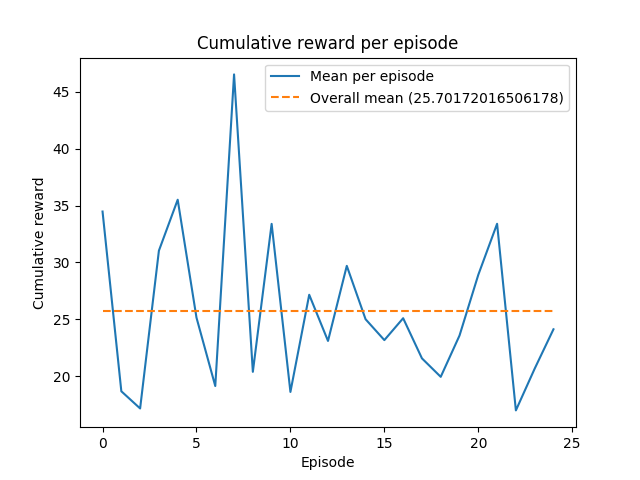 Cumulative reward per episode
Mean per episode
Overall mean (25.70172016506178)
Cumulative reward
45
40
35
30
25
20
0 5 10 15 20 25
Episode